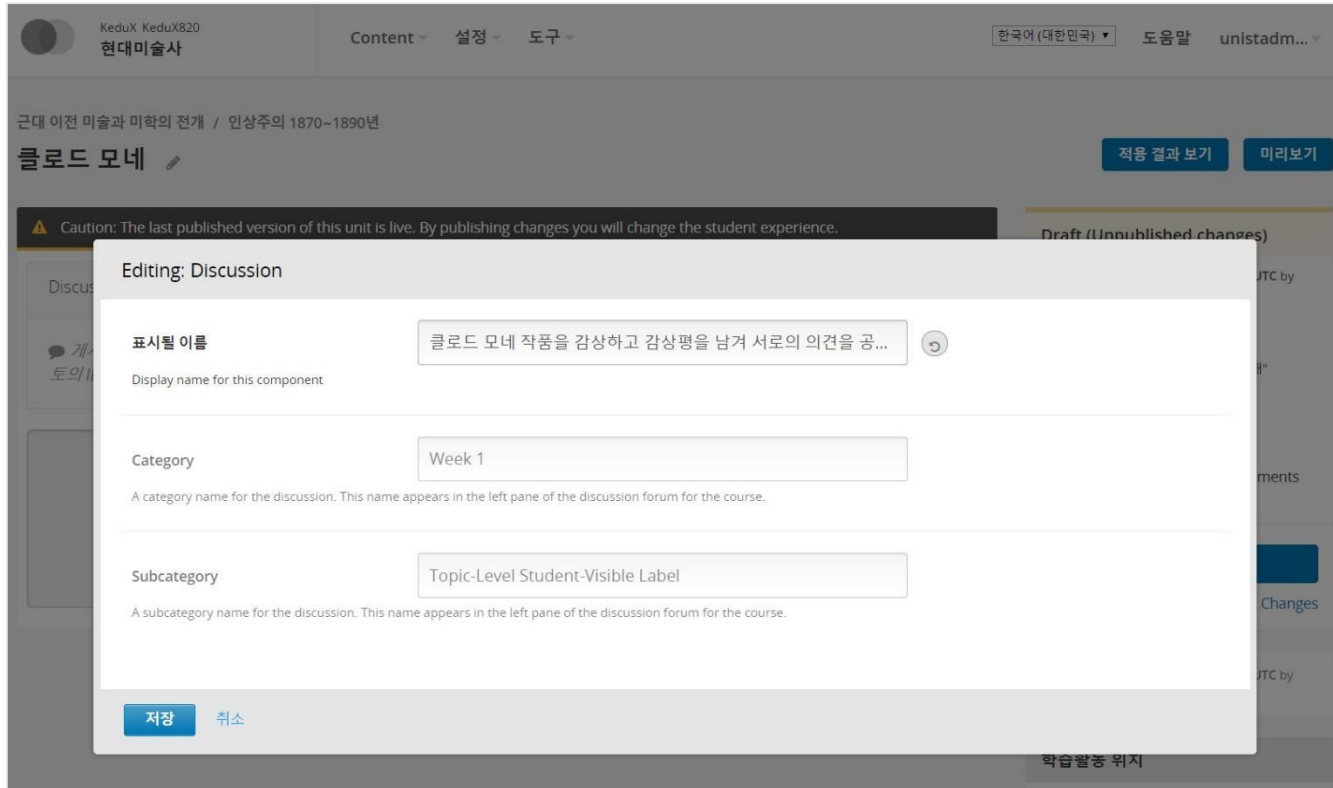 KeduX KeduX820
현대미술사
Content 설정 도구
한국어 (대한민국)
도움말
unistadm...
근대 이전 미술과 미학의 전개 / 인상주의 1870~1890년
클로드 모네
적용 결과 보기
미리보기
Caution: The last published version of this unit is live. By publishing changes you will change the student experience.
Draft (Unpublished changes)
Editing: Discussion
UTC by
표시될 이름
클로드 모네 작품을 감상하고 감상평을 남겨 서로의 의견을 공...
Display name for this component
Category
Week 1
A category name for the discussion. This name appears in the left pane of the discussion forum for the course.
Subcategory
Topic-Level Student-Visible Label
A subcategory name for the discussion. This name appears in the left pane of the discussion forum for the course.
Changes
UTC by
저장
취소
학습활동 위치